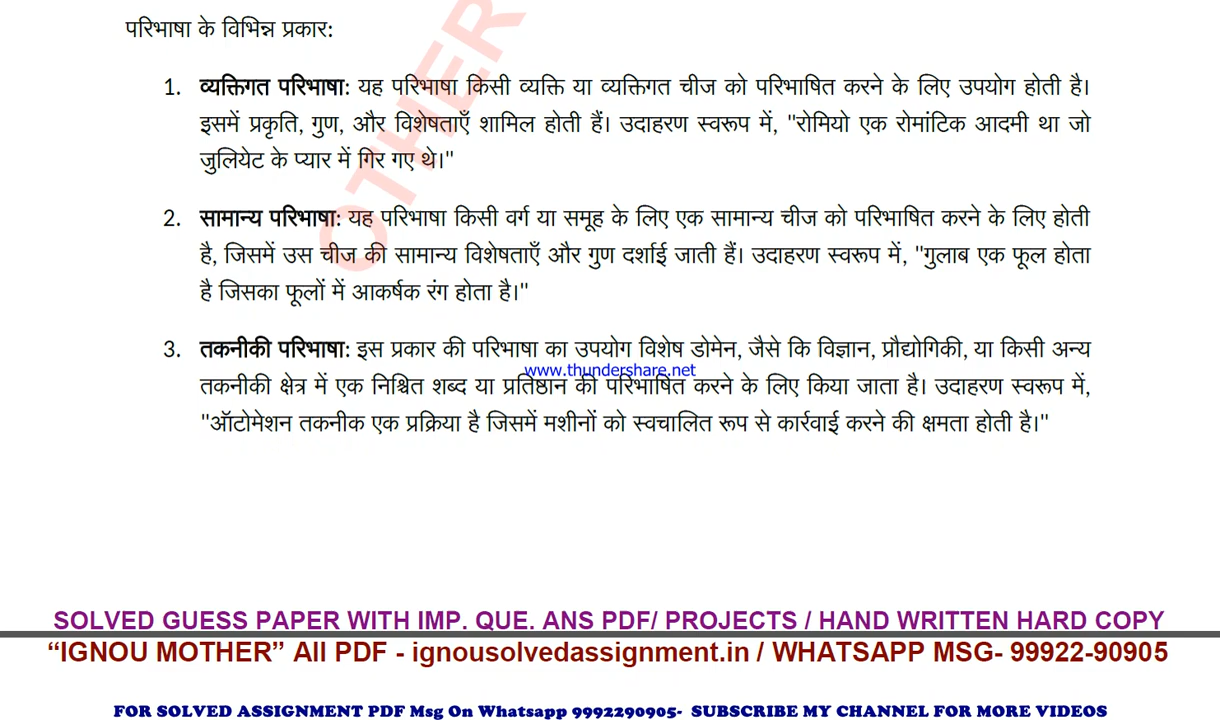 परिभाषा के विभिन्न प्रकार:
1. व्यक्तिगत परिभाषा: यह परिभाषा किसी व्यक्ति या व्यक्तिगत चीज को परिभाषित करने के लिए उपयोग होती है।
इसमें प्रकृति, गुण, और विशेषताएँ शामिल होती हैं। उदाहरण स्वरूप में, "रोमियो एक रोमांटिक आदमी था जो
जुलियेट के प्यार में गिर गए थे।"
2. सामान्य परिभाषा: यह परिभाषा किसी वर्ग या समूह के लिए एक सामान्य चीज को परिभाषित करने के लिए होती
है, जिसमें उस चीज की सामान्य विशेषताएँ और गुण दर्शाई जाती हैं। उदाहरण स्वरूप में, "गुलाब एक फूल होता
है जिसका फूलों में आकर्षक रंग होता है।"
3. तकनीकी परिभाषा: इस प्रकार की परिभाषा का उपयोग विशेष डोमेन, जैसे कि विज्ञान, प्रौद्योगिकी, या किसी अन्य
www.thundershare.net
तकनीकी क्षेत्र में एक निश्चित शब्द या प्रतिष्ठान की परिभाषित करने के लिए किया जाता है। उदाहरण स्वरूप में,
"ऑटोमेशन तकनीक एक प्रक्रिया है जिसमें मशीनों को स्वचालित रूप से कार्रवाई करने की क्षमता होती है।"
OTHER
SOLVED GUESS PAPER WITH IMP. QUE. ANS PDF/ PROJECTS / HAND WRITTEN HARD COPY
“IGNOU MOTHER” All PDF - ignousolvedassignment.in / WHATSAPP MSG- 99922-90905
FOR SOLVED ASSIGNMENT PDF Msg On Whatsapp 9992290905- SUBSCRIBE MY CHANNEL FOR MORE VIDEOS